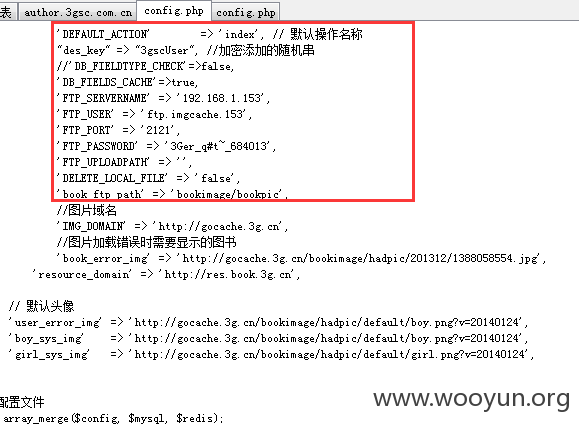 表 author.3gsc.com.cn config.php config.php
'DEFAULT_ACTION' => 'index', // 默认操作名称
"des_key" => "3gscUser", //加密添加的随机串
//'DB_FIELDTYPE_CHECK'=>false,
'DB_FIELDS_CACHE'=>true,
'FTP_SERVERNAME' => '192.168.1.153',
'FTP_USER' => 'ftp.imgcache.153',
'FTP_PORT' => '2121',
'FTP_PASSWORD' => '3Ger_q#t~_684013',
'FTP_UPLOADPATH' => '',
'DELETE_LOCAL_FILE' => 'false',
'book_ftp_path' => 'bookimage/bookpic',
//图片域名
'IMG_DOMAIN' => 'http://gocache.3g.cn',
//图片加载错误时需要显示的图书
'book_error_img' => 'http://gocache.3g.cn/bookimage/hadpic/201312/1388058554.jpg',
'resource_domain' => 'http://res.book.3g.cn',
// 默认头像
'user_error_img' => 'http://gocache.3g.cn/bookimage/hadpic/default/boy.png?v=20140124',
'boy_sys_img' => 'http://gocache.3g.cn/bookimage/hadpic/default/boy.png?v=20140124',
'girl_sys_img' => 'http://gocache.3g.cn/bookimage/hadpic/default/girl.png?v=20140124',
配置文件
array_merge($config, $mysql, $redis);
www.wooyun.org